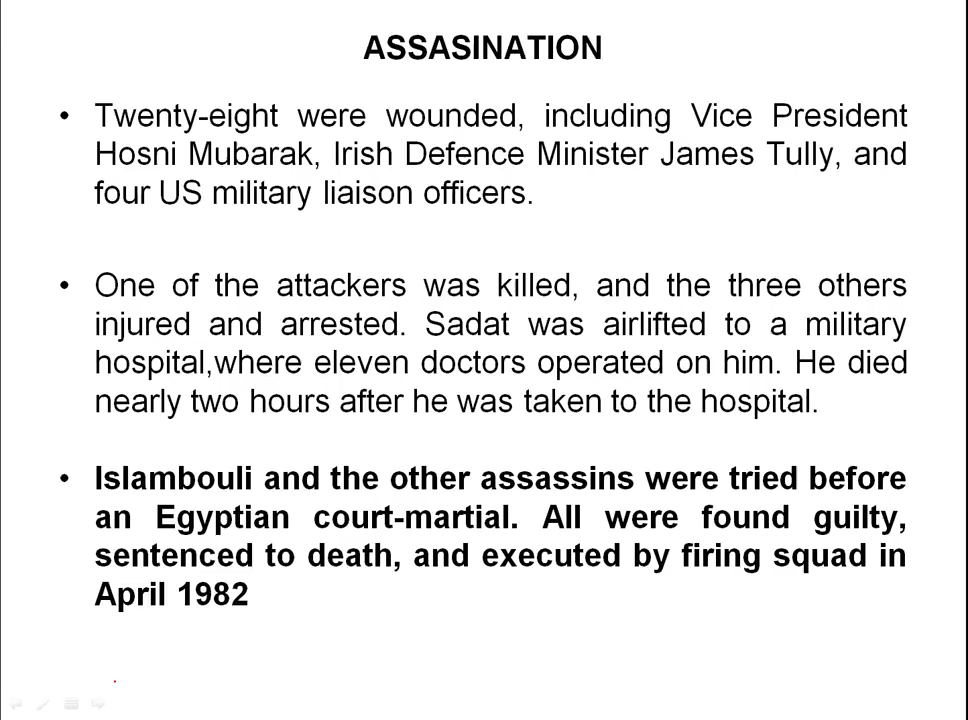 ASSASINATION
• Twenty-eight were wounded, including Vice President
Hosni Mubarak, Irish Defence Minister James Tully, and
four US military liaison officers.
• One of the attackers was killed, and the three others
injured and arrested. Sadat was airlifted to a military
hospital,where eleven doctors operated on him. He died
nearly two hours after he was taken to the hospital.
• Islambouli and the other assassins were tried before
an Egyptian court-martial. All were found guilty,
sentenced to death, and executed by firing squad in
April 1982